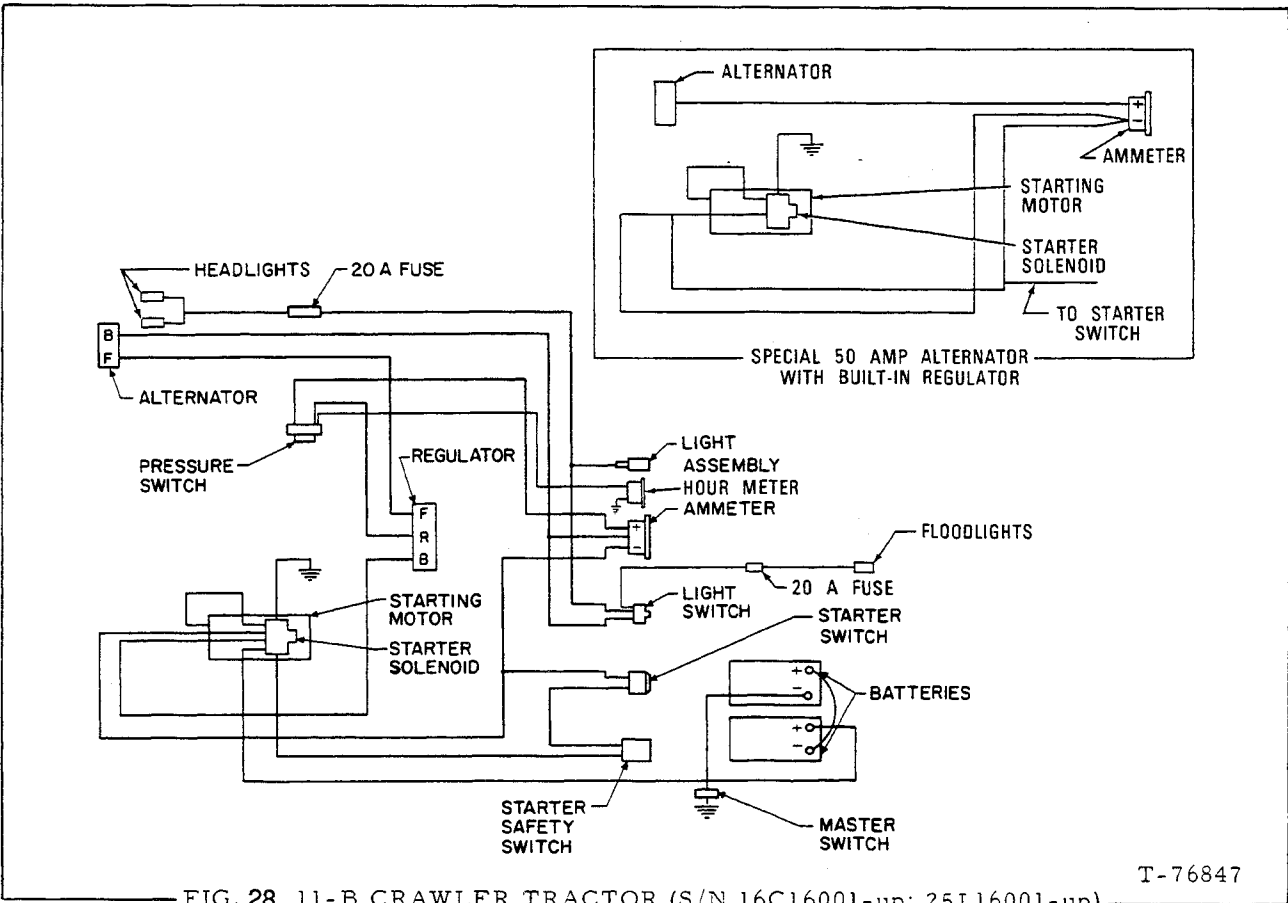 ALTERNATOR
+
-
AMMETER
STARTING
MOTOR
STARTER
SOLENOID
TO STARTER
SWITCH
SPECIAL 50 AMP ALTERNATOR
WITH BUILT-IN REGULATOR
HEADLIGHTS
20 A FUSE
B
F
ALTERNATOR
PRESSURE
SWITCH
REGULATOR
F
R
B
LIGHT
ASSEMBLY
HOUR METER
AMMETER
+
-
FLOODLIGHTS
20 A FUSE
LIGHT
SWITCH
STARTER
SWITCH
STARTING
MOTOR
STARTER
SOLENOID
+
-
BATTERIES
+
-
STARTER
SAFETY
SWITCH
MASTER
SWITCH
T-76847
FIG. 28 11-B CRAWLER TRACTOR (S/N 16C16001-up; 25L16001-up)